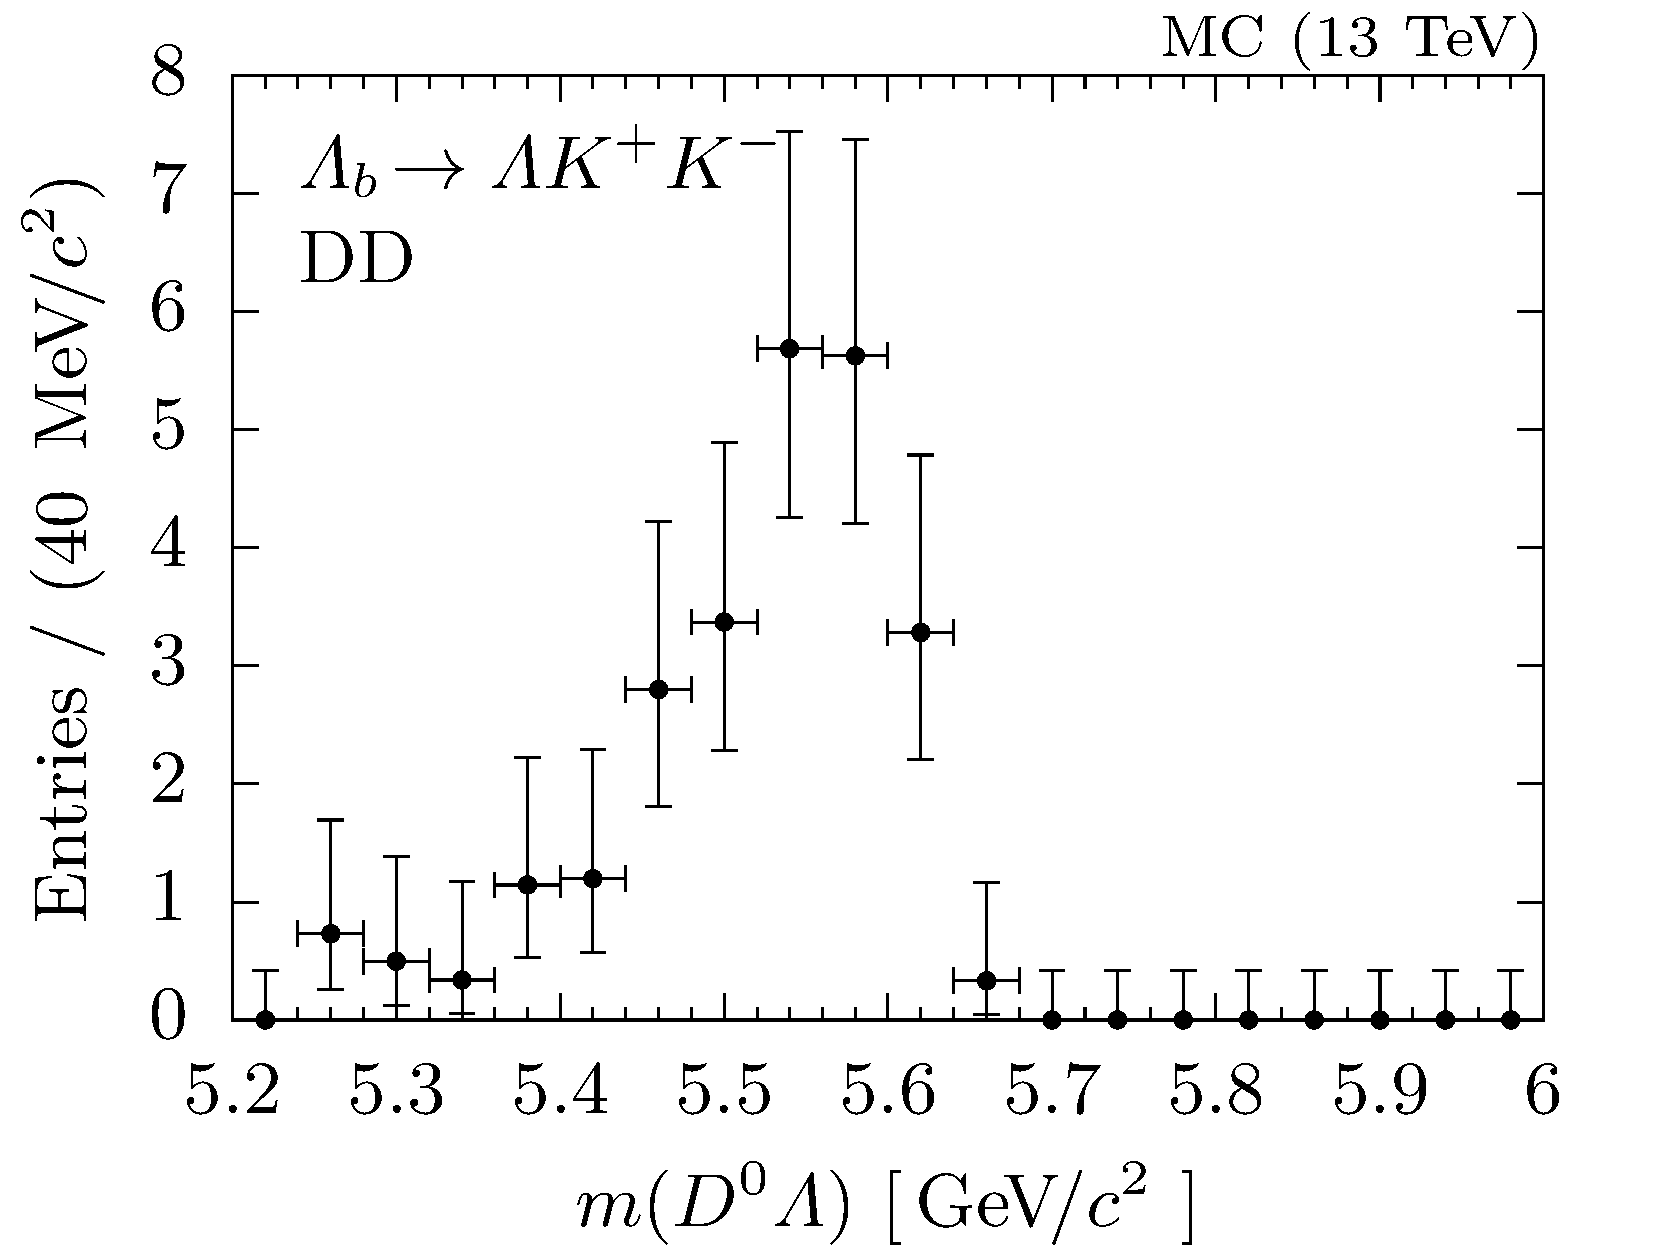 MC (13 TeV)
Λb → ΛK⁺K⁻
DD
Entries / (40 MeV/c²)
8
7
6
5
4
3
2
1
0
5.2 5.3 5.4 5.5 5.6 5.7 5.8 5.9 6
m(D⁰Λ) [ GeV/c² ]